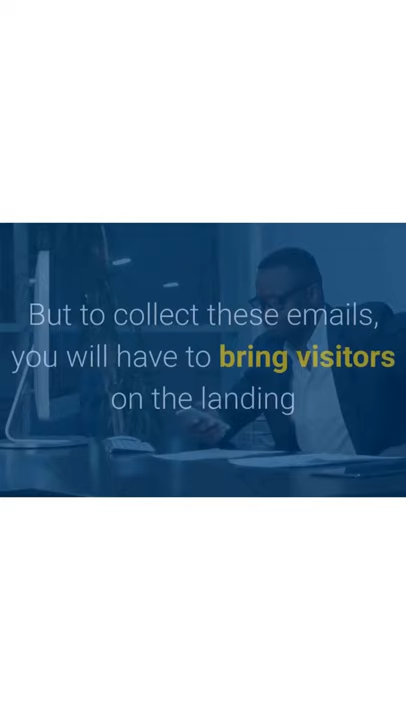 But to collect these emails,
you will have to bring visitors
on the landing